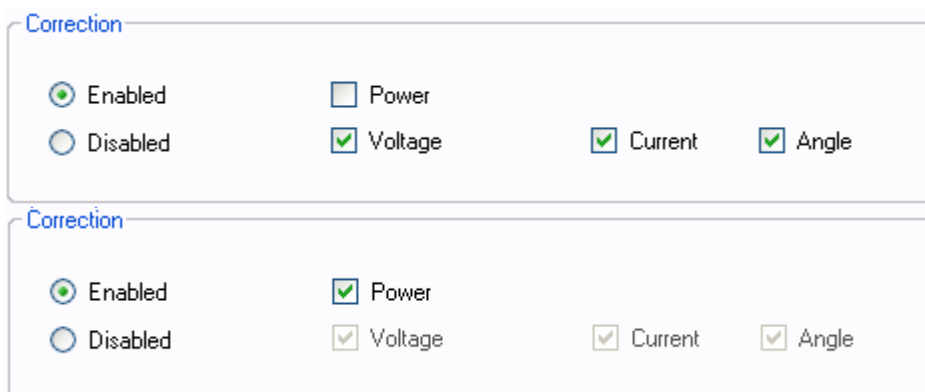 Correction
Enabled Power
Disabled Voltage Current Angle
Correction
Enabled Power
Disabled Voltage Current Angle